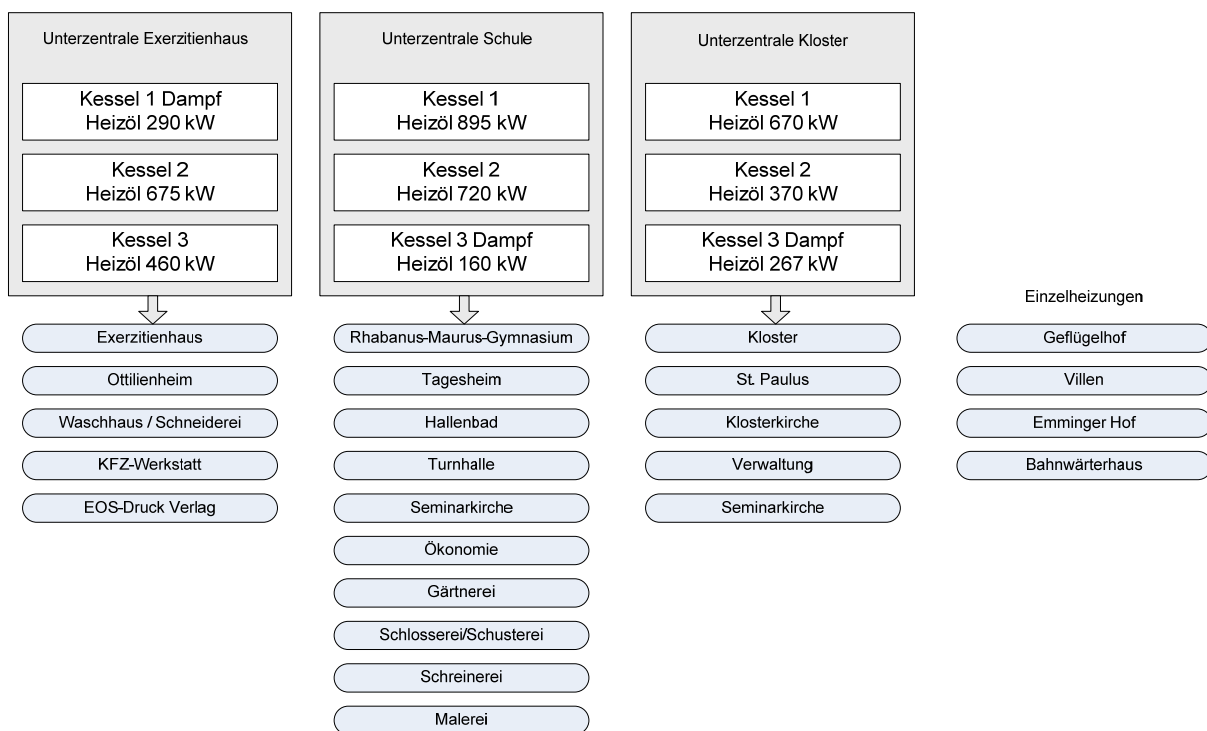 Unterzentrale Exerzitienhaus
Kessel 1 Dampf
Heizöl 290 kW
Kessel 2
Heizöl 675 kW
Kessel 3
Heizöl 460 kW
Exerzitienhaus
Ottilienheim
Waschhaus / Schneiderei
KFZ-Werkstatt
EOS-Druck Verlag
Unterzentrale Schule
Kessel 1
Heizöl 895 kW
Kessel 2
Heizöl 720 kW
Kessel 3 Dampf
Heizöl 160 kW
Rhabanus-Maurus-Gymnasium
Tagesheim
Hallenbad
Turnhalle
Seminarkirche
Ökonomie
Gärtnerei
Schlosserei/Schusterei
Schreinerei
Malerei
Unterzentrale Kloster
Kessel 1
Heizöl 670 kW
Kessel 2
Heizöl 370 kW
Kessel 3 Dampf
Heizöl 267 kW
Kloster
St. Paulus
Klosterkirche
Verwaltung
Seminarkirche
Einzelheizungen
Geflügelhof
Villen
Emminger Hof
Bahnwärterhaus